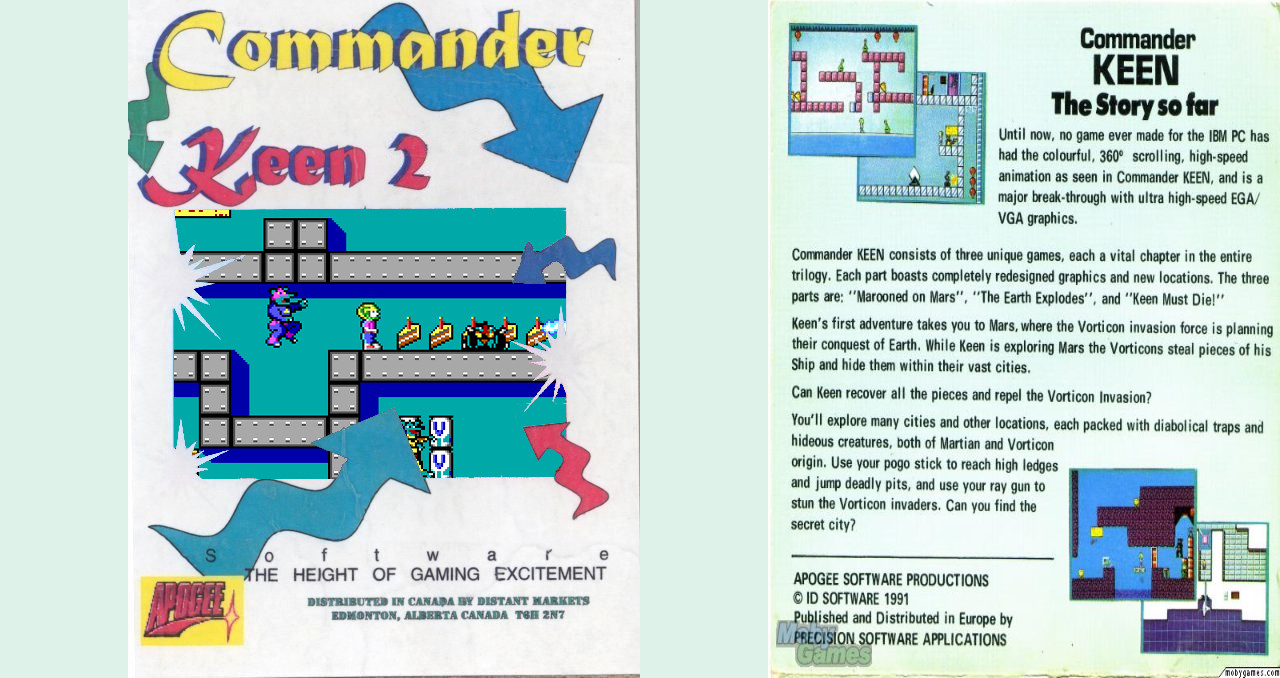 Commander
Keen 2
Software
THE HEIGHT OF GAMING EXCITEMENT
APOGEE
DISTRIBUTED IN CANADA BY DISTANT MARKETS
EDMONTON, ALBERTA CANADA T6H 2N7
Commander
KEEN
The Story so far
Until now, no game ever made for the IBM PC has
had the colourful, 360° scrolling, high-speed
animation as seen in Commander KEEN, and is a
major break-through with ultra high-speed EGA/
VGA graphics.
Commander KEEN consists of three unique games, each a vital chapter in the entire
trilogy. Each part boasts completely redesigned graphics and new locations. The three
parts are: "Marooned on Mars", "The Earth Explodes", and "Keen Must Die!"
Keen's first adventure takes you to Mars, where the Vorticon invasion force is planning
their conquest of Earth. While Keen is exploring Mars the Vorticons steal pieces of his
Ship and hide them within their vast cities.
Can Keen recover all the pieces and repel the Vorticon Invasion?
You'll explore many cities and other locations, each packed with diabolical traps and
hideous creatures, both of Martian and Vorticon
origin. Use your pogo stick to reach high ledges
and jump deadly pits, and use your ray gun to
stun the Vorticon invaders. Can you find the
secret city?
APOGEE SOFTWARE PRODUCTIONS
© ID SOFTWARE 1991
Published and Distributed in Europe by
PRECISION SOFTWARE APPLICATIONS
Moby
Games
mobygames.com